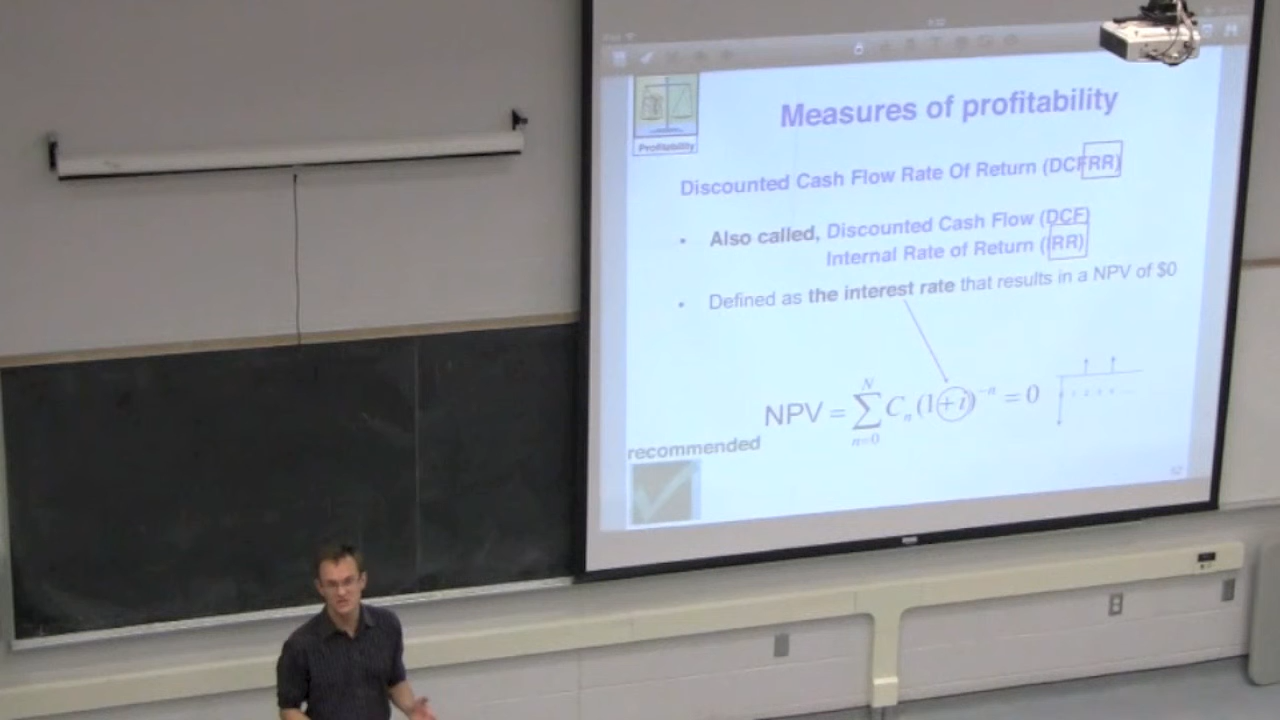 Measures of profitability
Profitability
Discounted Cash Flow Rate Of Return (DCFRR)
• Also called, Discounted Cash Flow (DCF)
Internal Rate of Return (IRR)
• Defined as the interest rate that results in a NPV of $0
NPV = ∑ₙ₌₀ᴺ Cₙ (1+i)⁻ⁿ = 0
recommended